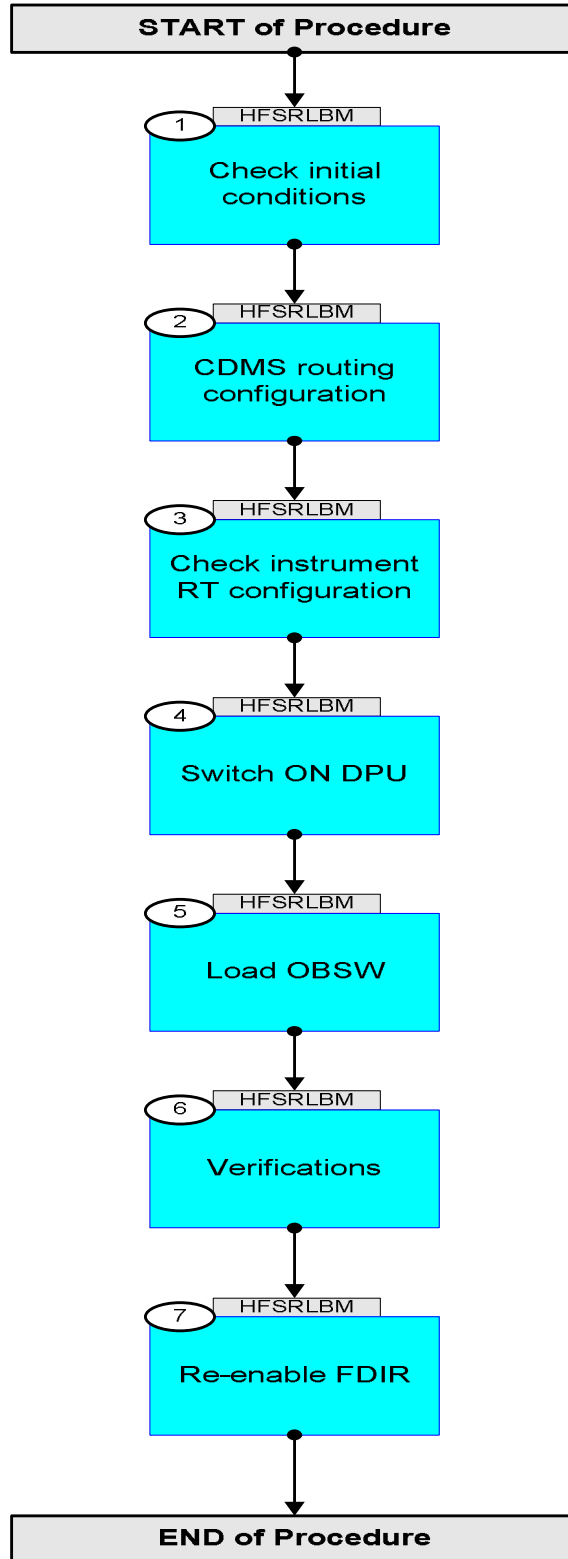 START of Procedure
HFSRLBM
1
Check initial
conditions
HFSRLBM
2
CDMS routing
configuration
HFSRLBM
3
Check instrument
RT configuration
HFSRLBM
4
Switch ON DPU
HFSRLBM
5
Load OBSW
HFSRLBM
6
Verifications
HFSRLBM
7
Re-enable FDIR
END of Procedure